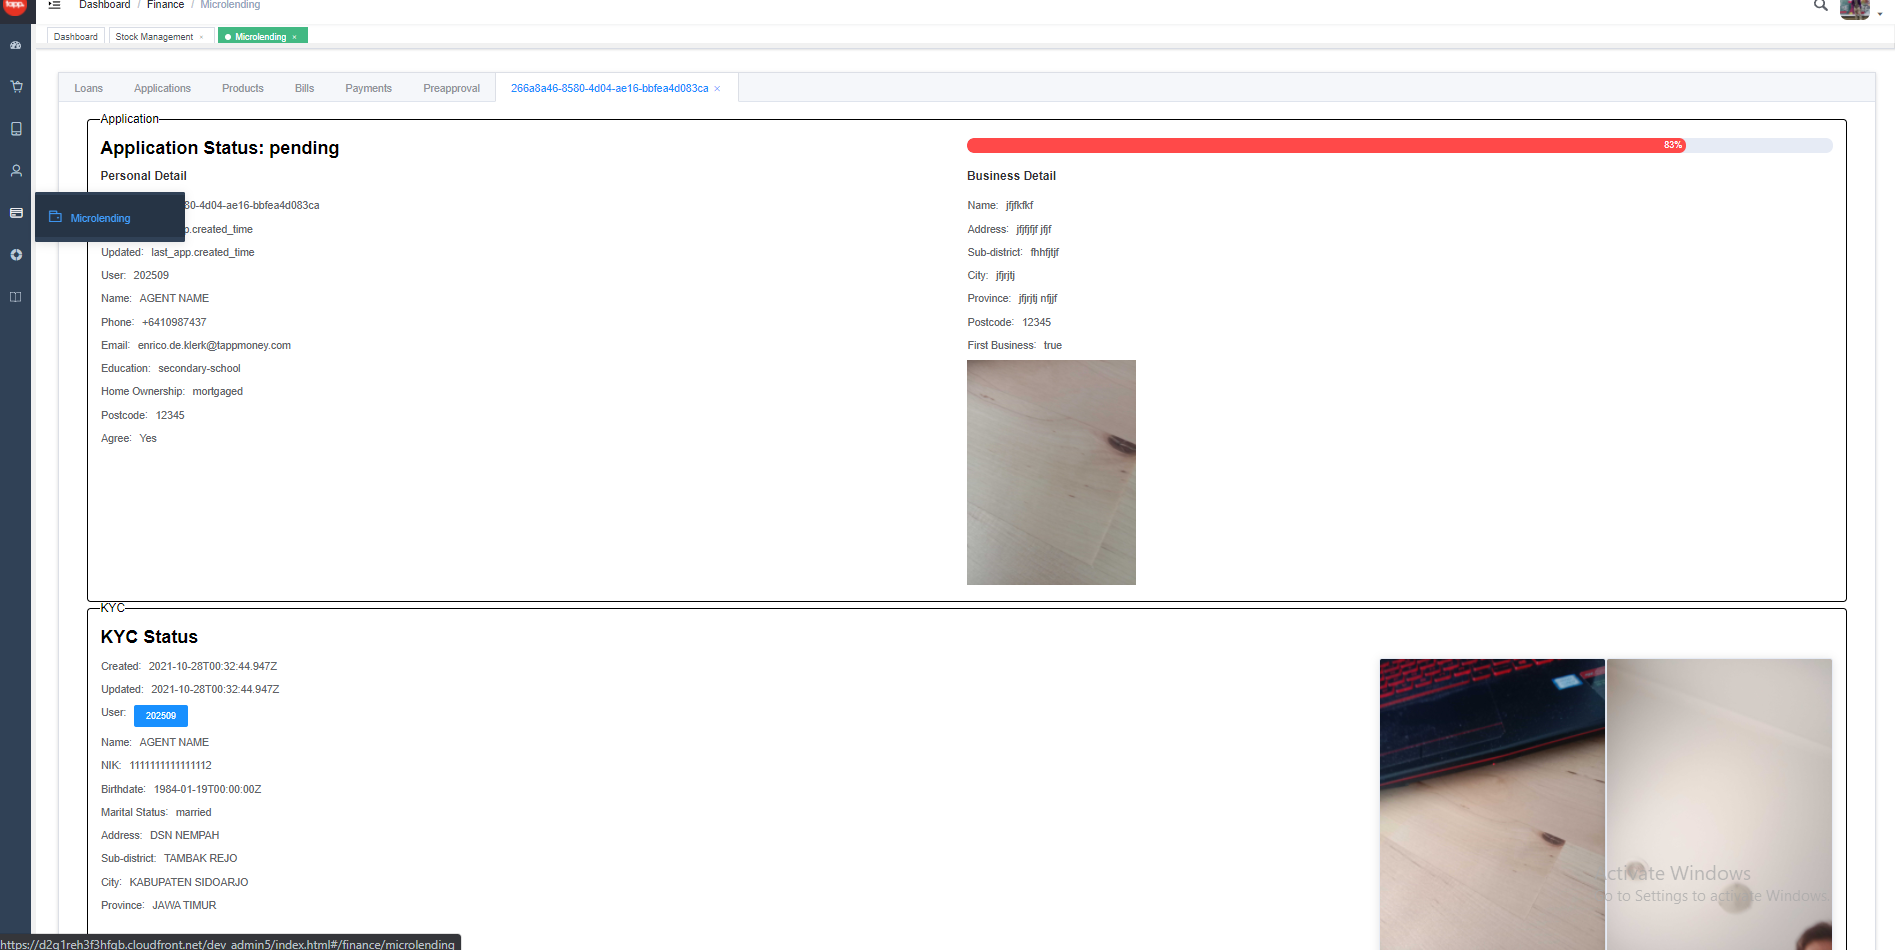 tapp.
Dashboard / Finance / Microlending
Dashboard Stock Management × Microlending ×
Loans Applications Products Bills Payments Preapproval 266a8a46-8580-4d04-ae16-bbfea4d083ca ×
Application
Application Status: pending
83%
Personal Detail
80-4d04-ae16-bbfea4d083ca
Microlending
p.created_time
Updated: last_app.created_time
User: 202509
Name: AGENT NAME
Phone: +6410987437
Email: enrico.de.klerk@tappmoney.com
Education: secondary-school
Home Ownership: mortgaged
Postcode: 12345
Agree: Yes
Business Detail
Name: jfjfkfkf
Address: jfjfjfjf jfjf
Sub-district: fhhfjtjf
City: jfjrjtj
Province: jfjrjtj nfjjf
Postcode: 12345
First Business: true
KYC
KYC Status
Created: 2021-10-28T00:32:44.947Z
Updated: 2021-10-28T00:32:44.947Z
User: 202509
Name: AGENT NAME
NIK: 1111111111111112
Birthdate: 1984-01-19T00:00:00Z
Marital Status: married
Address: DSN NEMPAH
Sub-district: TAMBAK REJO
City: KABUPATEN SIDOARJO
Province: JAWA TIMUR
Activate Windows
Go to Settings to activate Windows.
https://d2q1reh3f3hfgb.cloudfront.net/dev_admin5/index.html#/finance/microlending